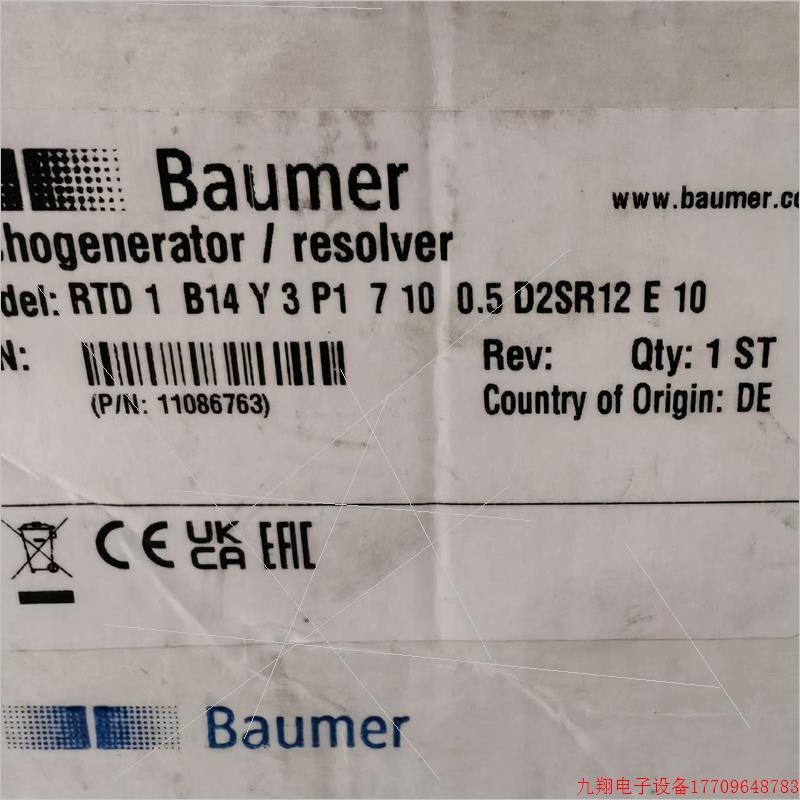 Baumer
www.baumer.co
hogenerator / resolver
del: RTD 1 B14 Y 3 P1 7 10 0.5 D2SR12 E 10
N:
Rev: Qty: 1 ST
(P/N: 11086763)
Country of Origin: DE
CE UK CA EAC
Baumer
九翔电子设备17709648783